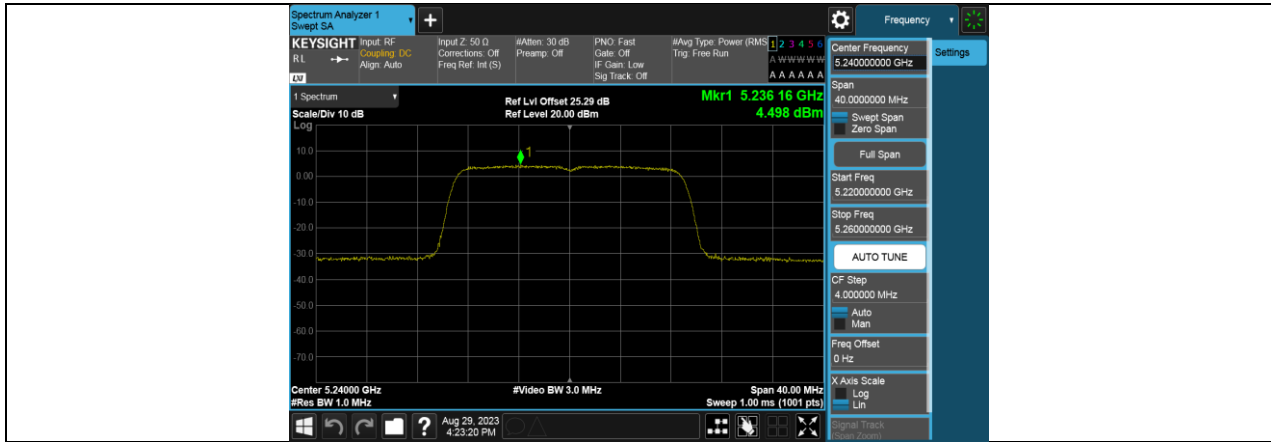 Spectrum Analyzer 1
Swept SA
Frequency
KEYSIGHT
Input: RF
Coupling: DC
Align: Auto
Input Z: 50 Ω
Corrections: Off
Freq Ref: Int (S)
#Atten: 30 dB
Preamp: Off
PNO: Fast
Gate: Off
IF Gain: Low
Sig Track: Off
#Avg Type: Power (RMS
Trig: Free Run
1 2 3 4 5 6
A W W W W W
A A A A A A
R L
LXI
1 Spectrum
Scale/Div 10 dB
Ref Lvl Offset 25.29 dB
Ref Level 20.00 dBm
Mkr1 5.236 16 GHz
4.498 dBm
Log
10.0
0.00
-10.0
-20.0
-30.0
-40.0
-50.0
-60.0
-70.0
1
Center 5.24000 GHz
#Res BW 1.0 MHz
#Video BW 3.0 MHz
Span 40.00 MHz
Sweep 1.00 ms (1001 pts)
Aug 29, 2023
4:23:20 PM
?
Settings
Center Frequency
5.240000000 GHz
Span
40.0000000 MHz
Swept Span
Zero Span
Full Span
Start Freq
5.220000000 GHz
Stop Freq
5.260000000 GHz
AUTO TUNE
CF Step
4.000000 MHz
Auto
Man
Freq Offset
0 Hz
X Axis Scale
Log
Lin
Signal Track
(Span Zoom)